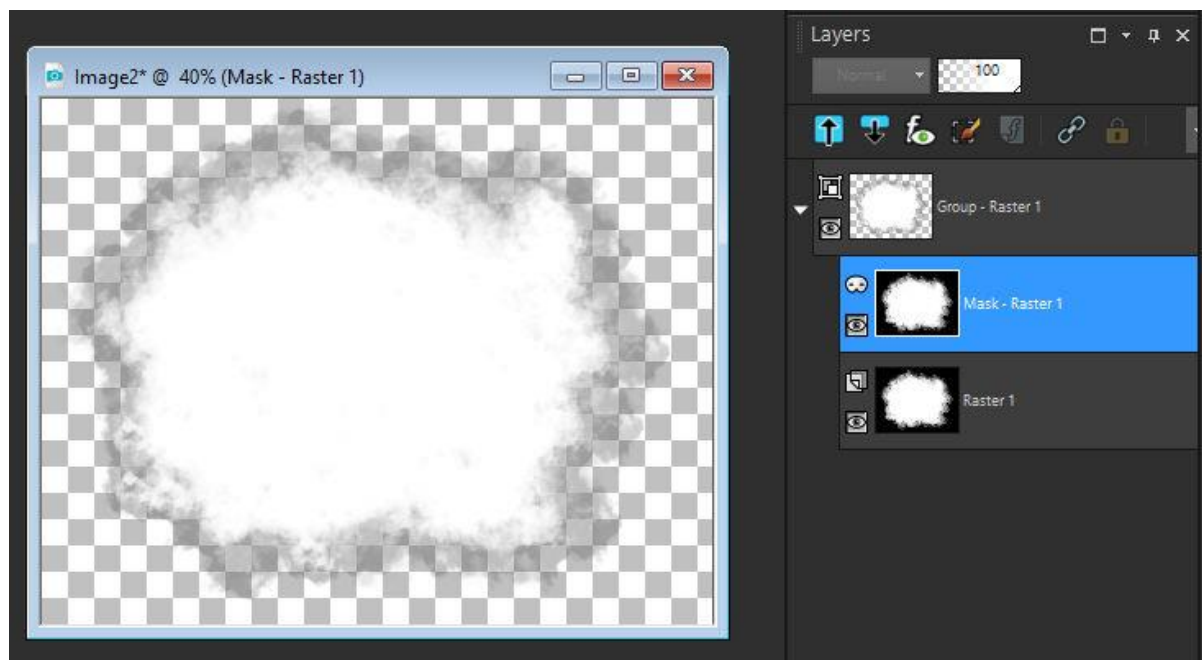 Image2* @ 40% (Mask - Raster 1)
Layers
Normal
100
Group - Raster 1
Mask - Raster 1
Raster 1